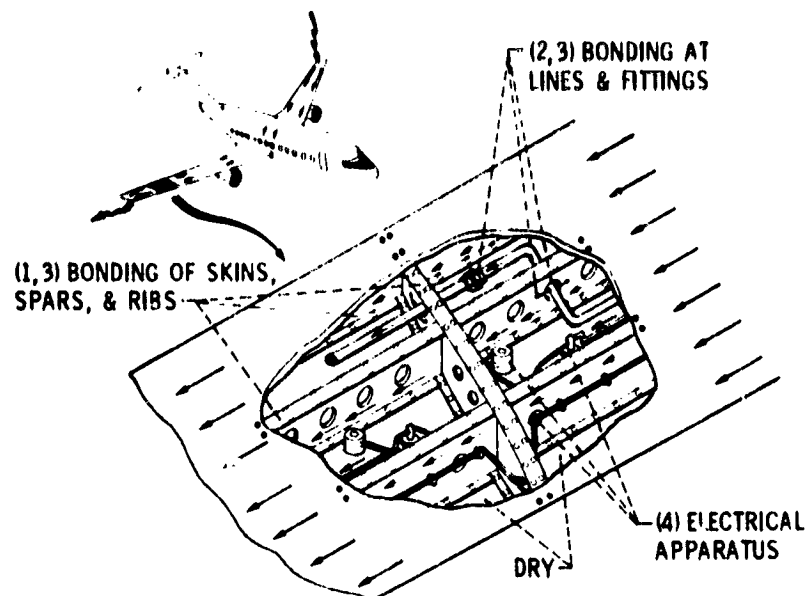 (2,3) BONDING AT
LINES & FITTINGS
(1,3) BONDING OF SKINS,
SPARS, & RIBS
(4) ELECTRICAL
APPARATUS
DRY